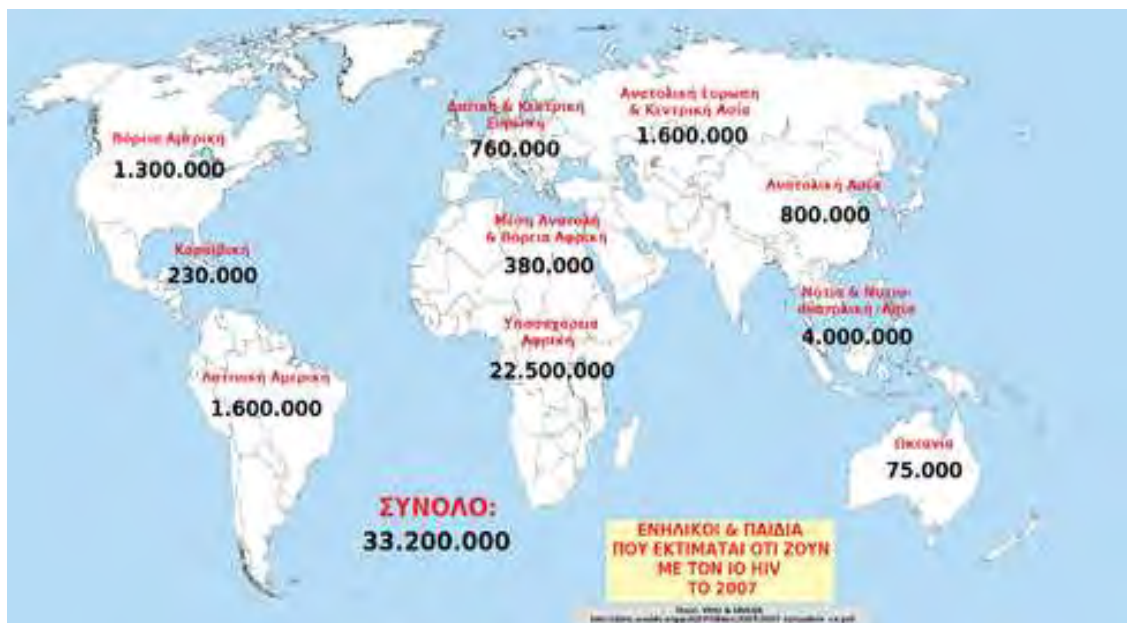 Βόρεια Αμερική
1.300.000
Δυτική & Κεντρική
Ευρώπη
760.000
Ανατολική Ευρώπη
& Κεντρική Ασία
1.600.000
Ανατολική Ασία
800.000
Καραϊβική
230.000
Μέση Ανατολή
& Βόρεια Αφρική
380.000
Νότια & Νοτιο-
ανατολική Ασία
4.000.000
Υποσαχάρεια
Αφρική
22.500.000
Λατινική Αμερική
1.600.000
Ωκεανία
75.000
ΣΥΝΟΛΟ:
33.200.000
ΕΝΗΛΙΚΟΙ & ΠΑΙΔΙΑ
ΠΟΥ ΕΚΤΙΜΑΤΑΙ ΟΤΙ ΖΟΥΝ
ΜΕ ΤΟΝ ΙΟ HIV
ΤΟ 2007